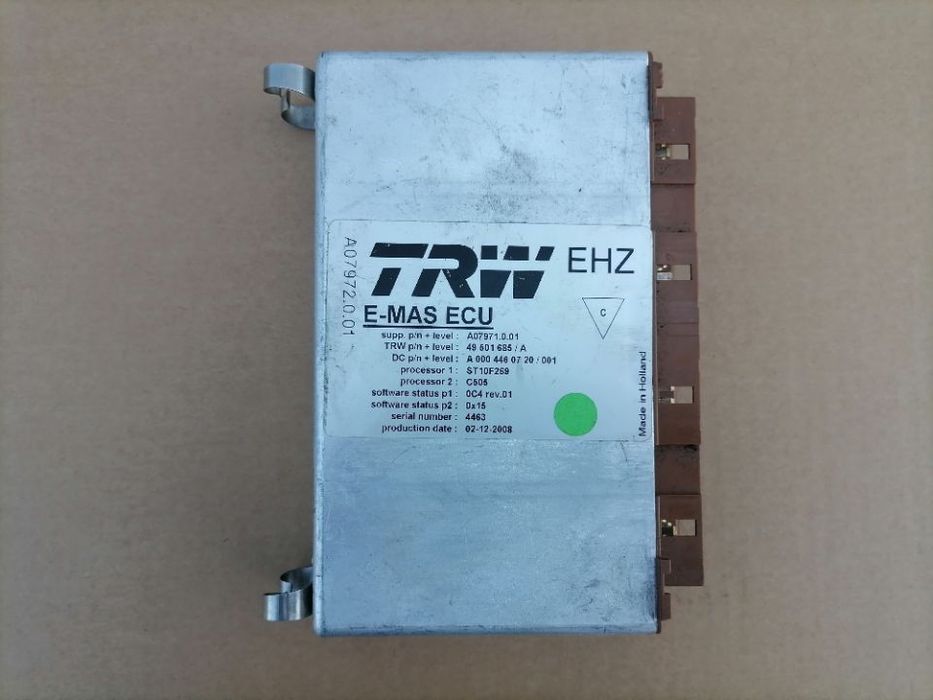 TRW EHZ
E-MAS ECU
C
supp. p/n + level : A07971.0.01
TRW p/n + level : 49 501 685 / A
DC p/n + level : A 000 446 07 20 / 001
processor 1 : ST10F269
processor 2 : C505
software status p1 : 0C4 rev.01
software status p2 : 0x15
serial number : 4463
production date : 02-12-2008
A07972.0.01
Made in Holland